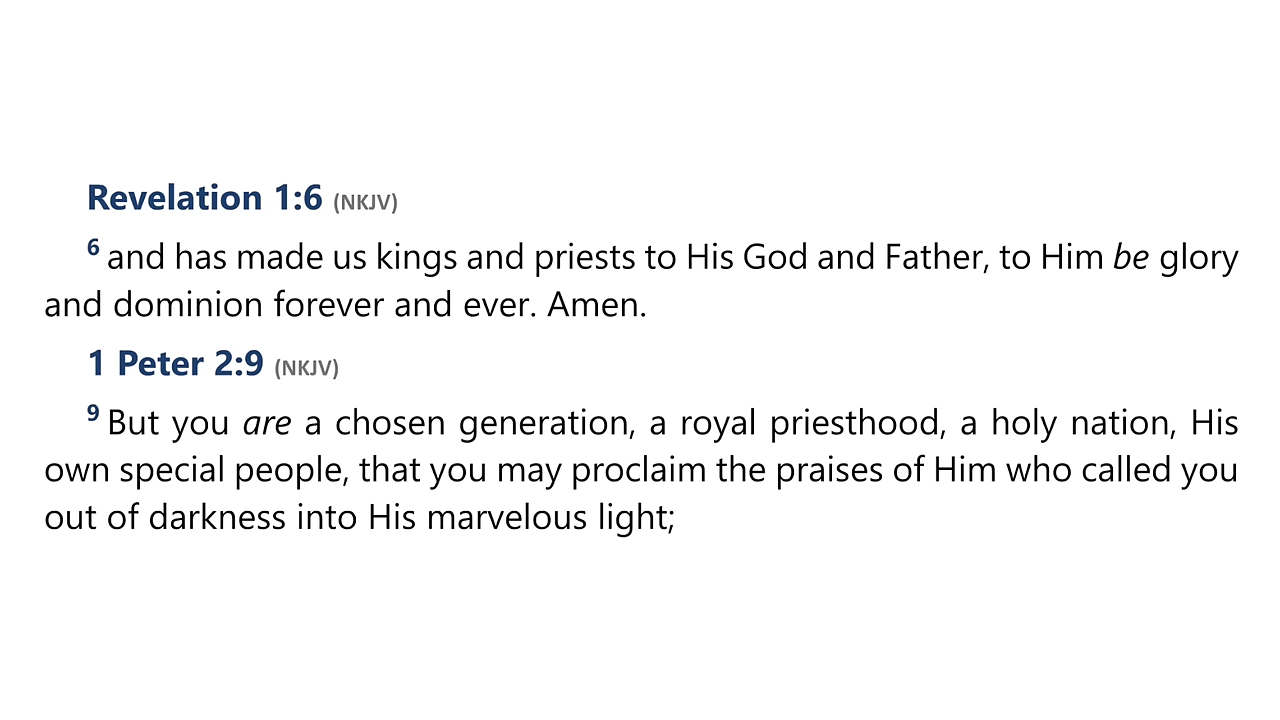 Revelation 1:6 (NKJV)
6 and has made us kings and priests to His God and Father, to Him be glory
and dominion forever and ever. Amen.
1 Peter 2:9 (NKJV)
9 But you are a chosen generation, a royal priesthood, a holy nation, His
own special people, that you may proclaim the praises of Him who called you
out of darkness into His marvelous light;